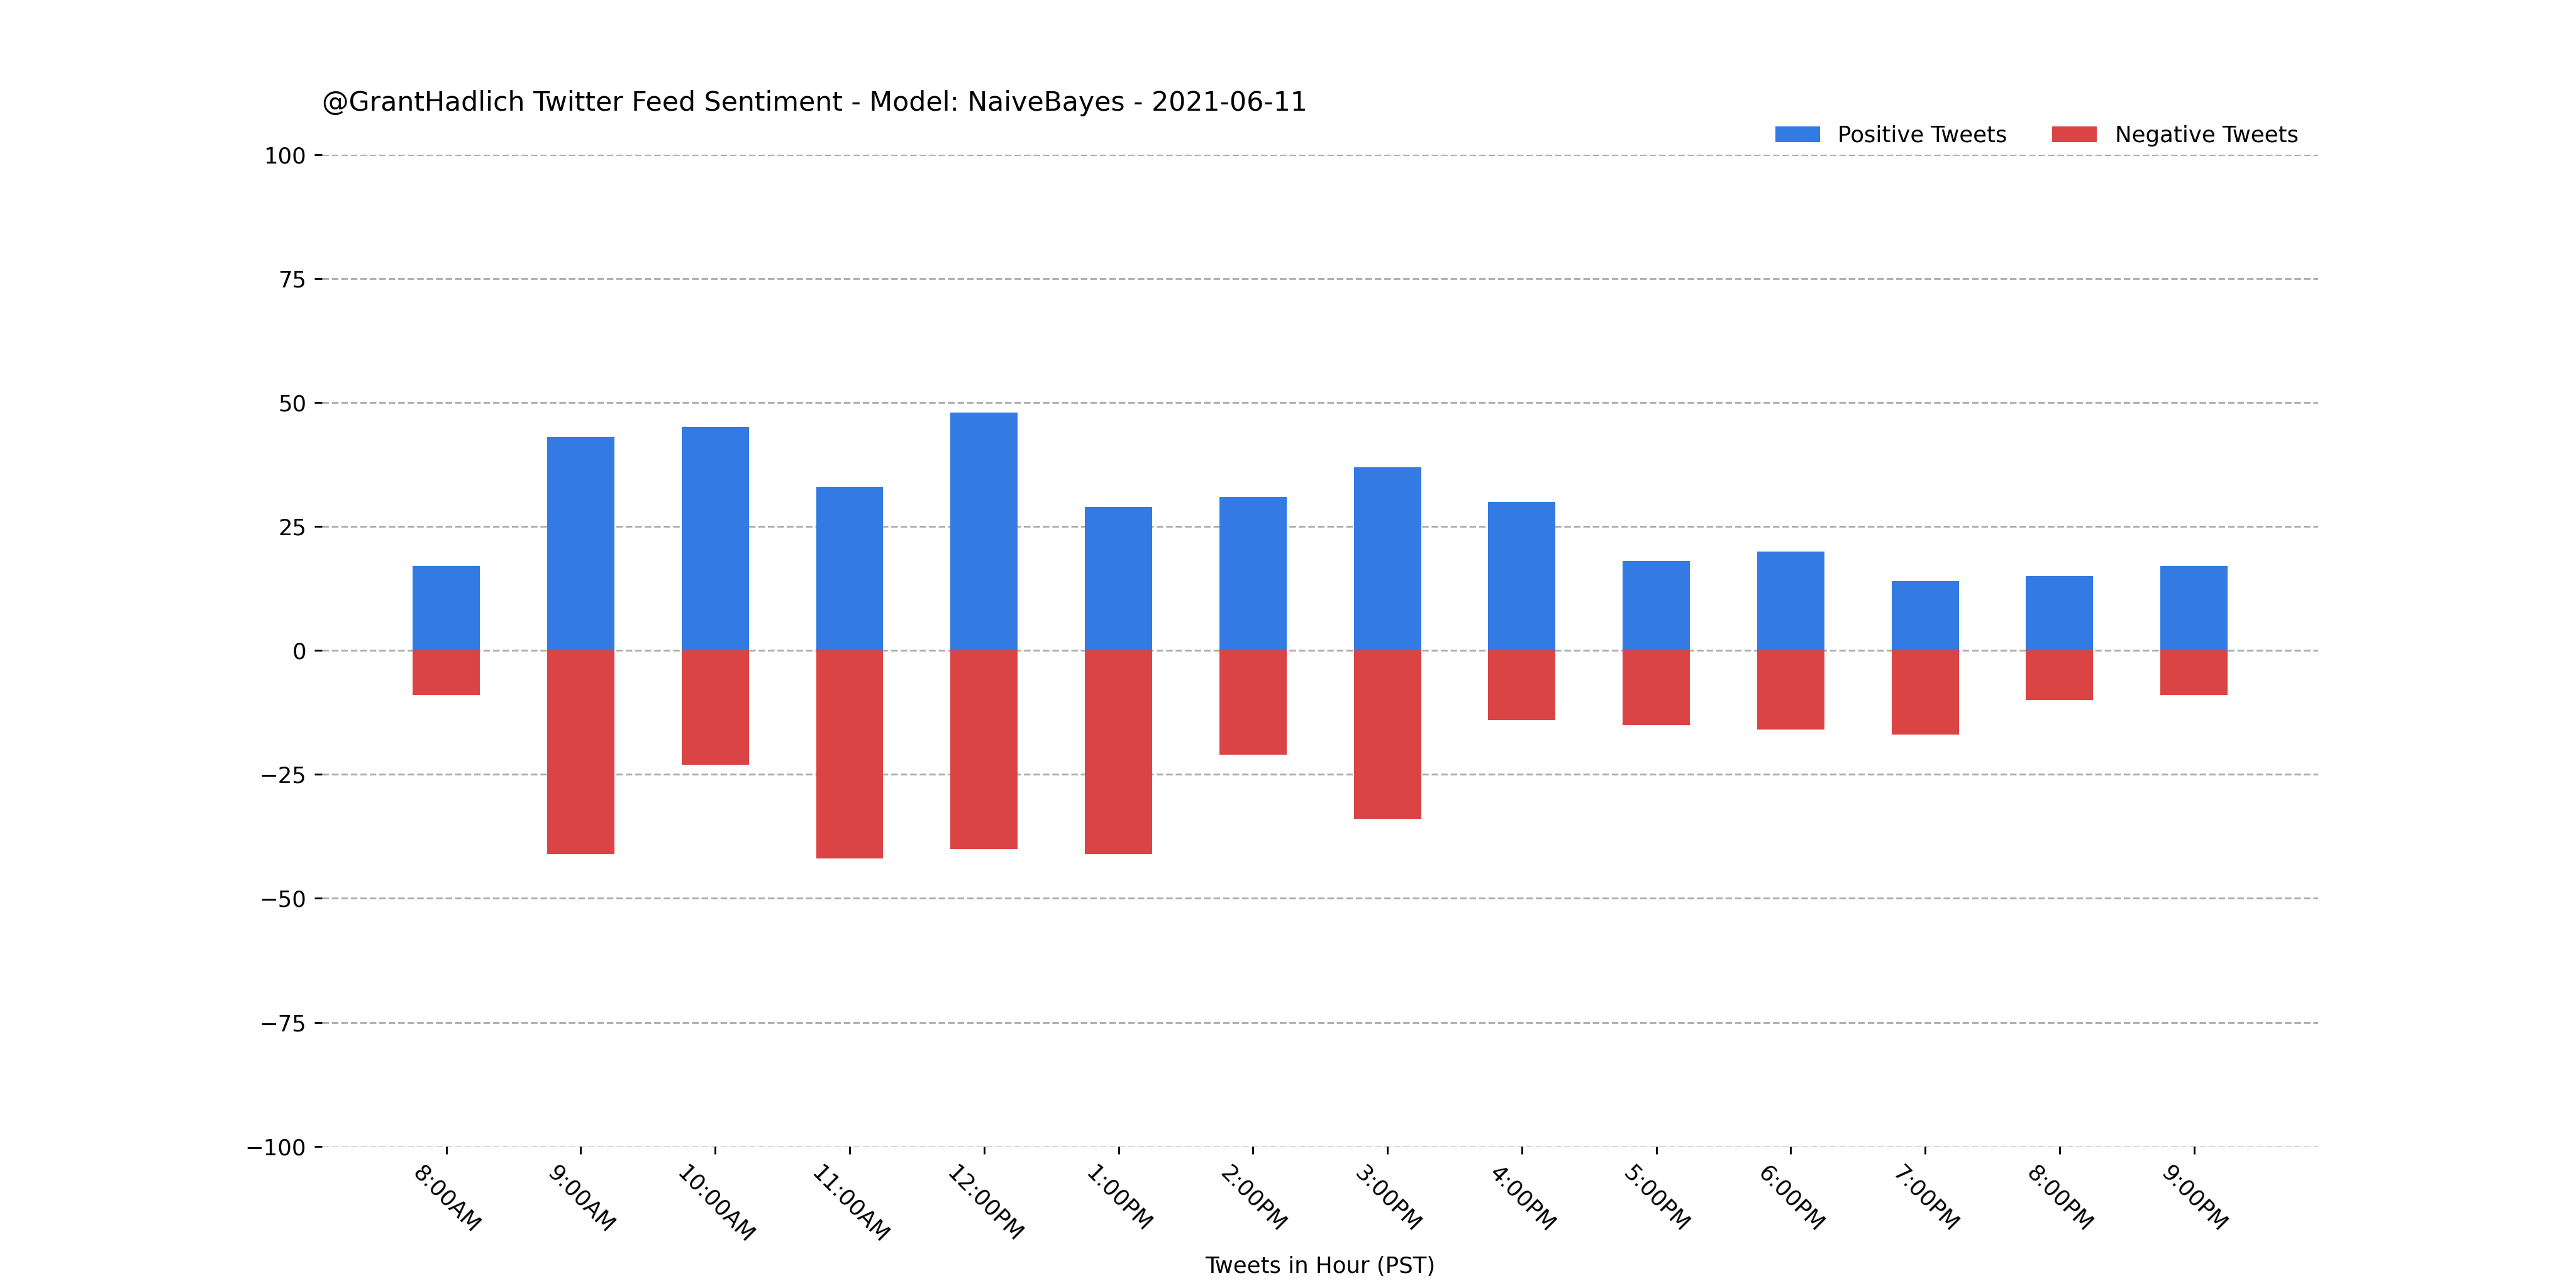 @GrantHadlich Twitter Feed Sentiment - Model: NaiveBayes - 2021-06-11
Positive Tweets Negative Tweets
100
75
50
25
0
−25
−50
−75
−100
8:00AM 9:00AM 10:00AM 11:00AM 12:00PM 1:00PM 2:00PM 3:00PM 4:00PM 5:00PM 6:00PM 7:00PM 8:00PM 9:00PM
Tweets in Hour (PST)